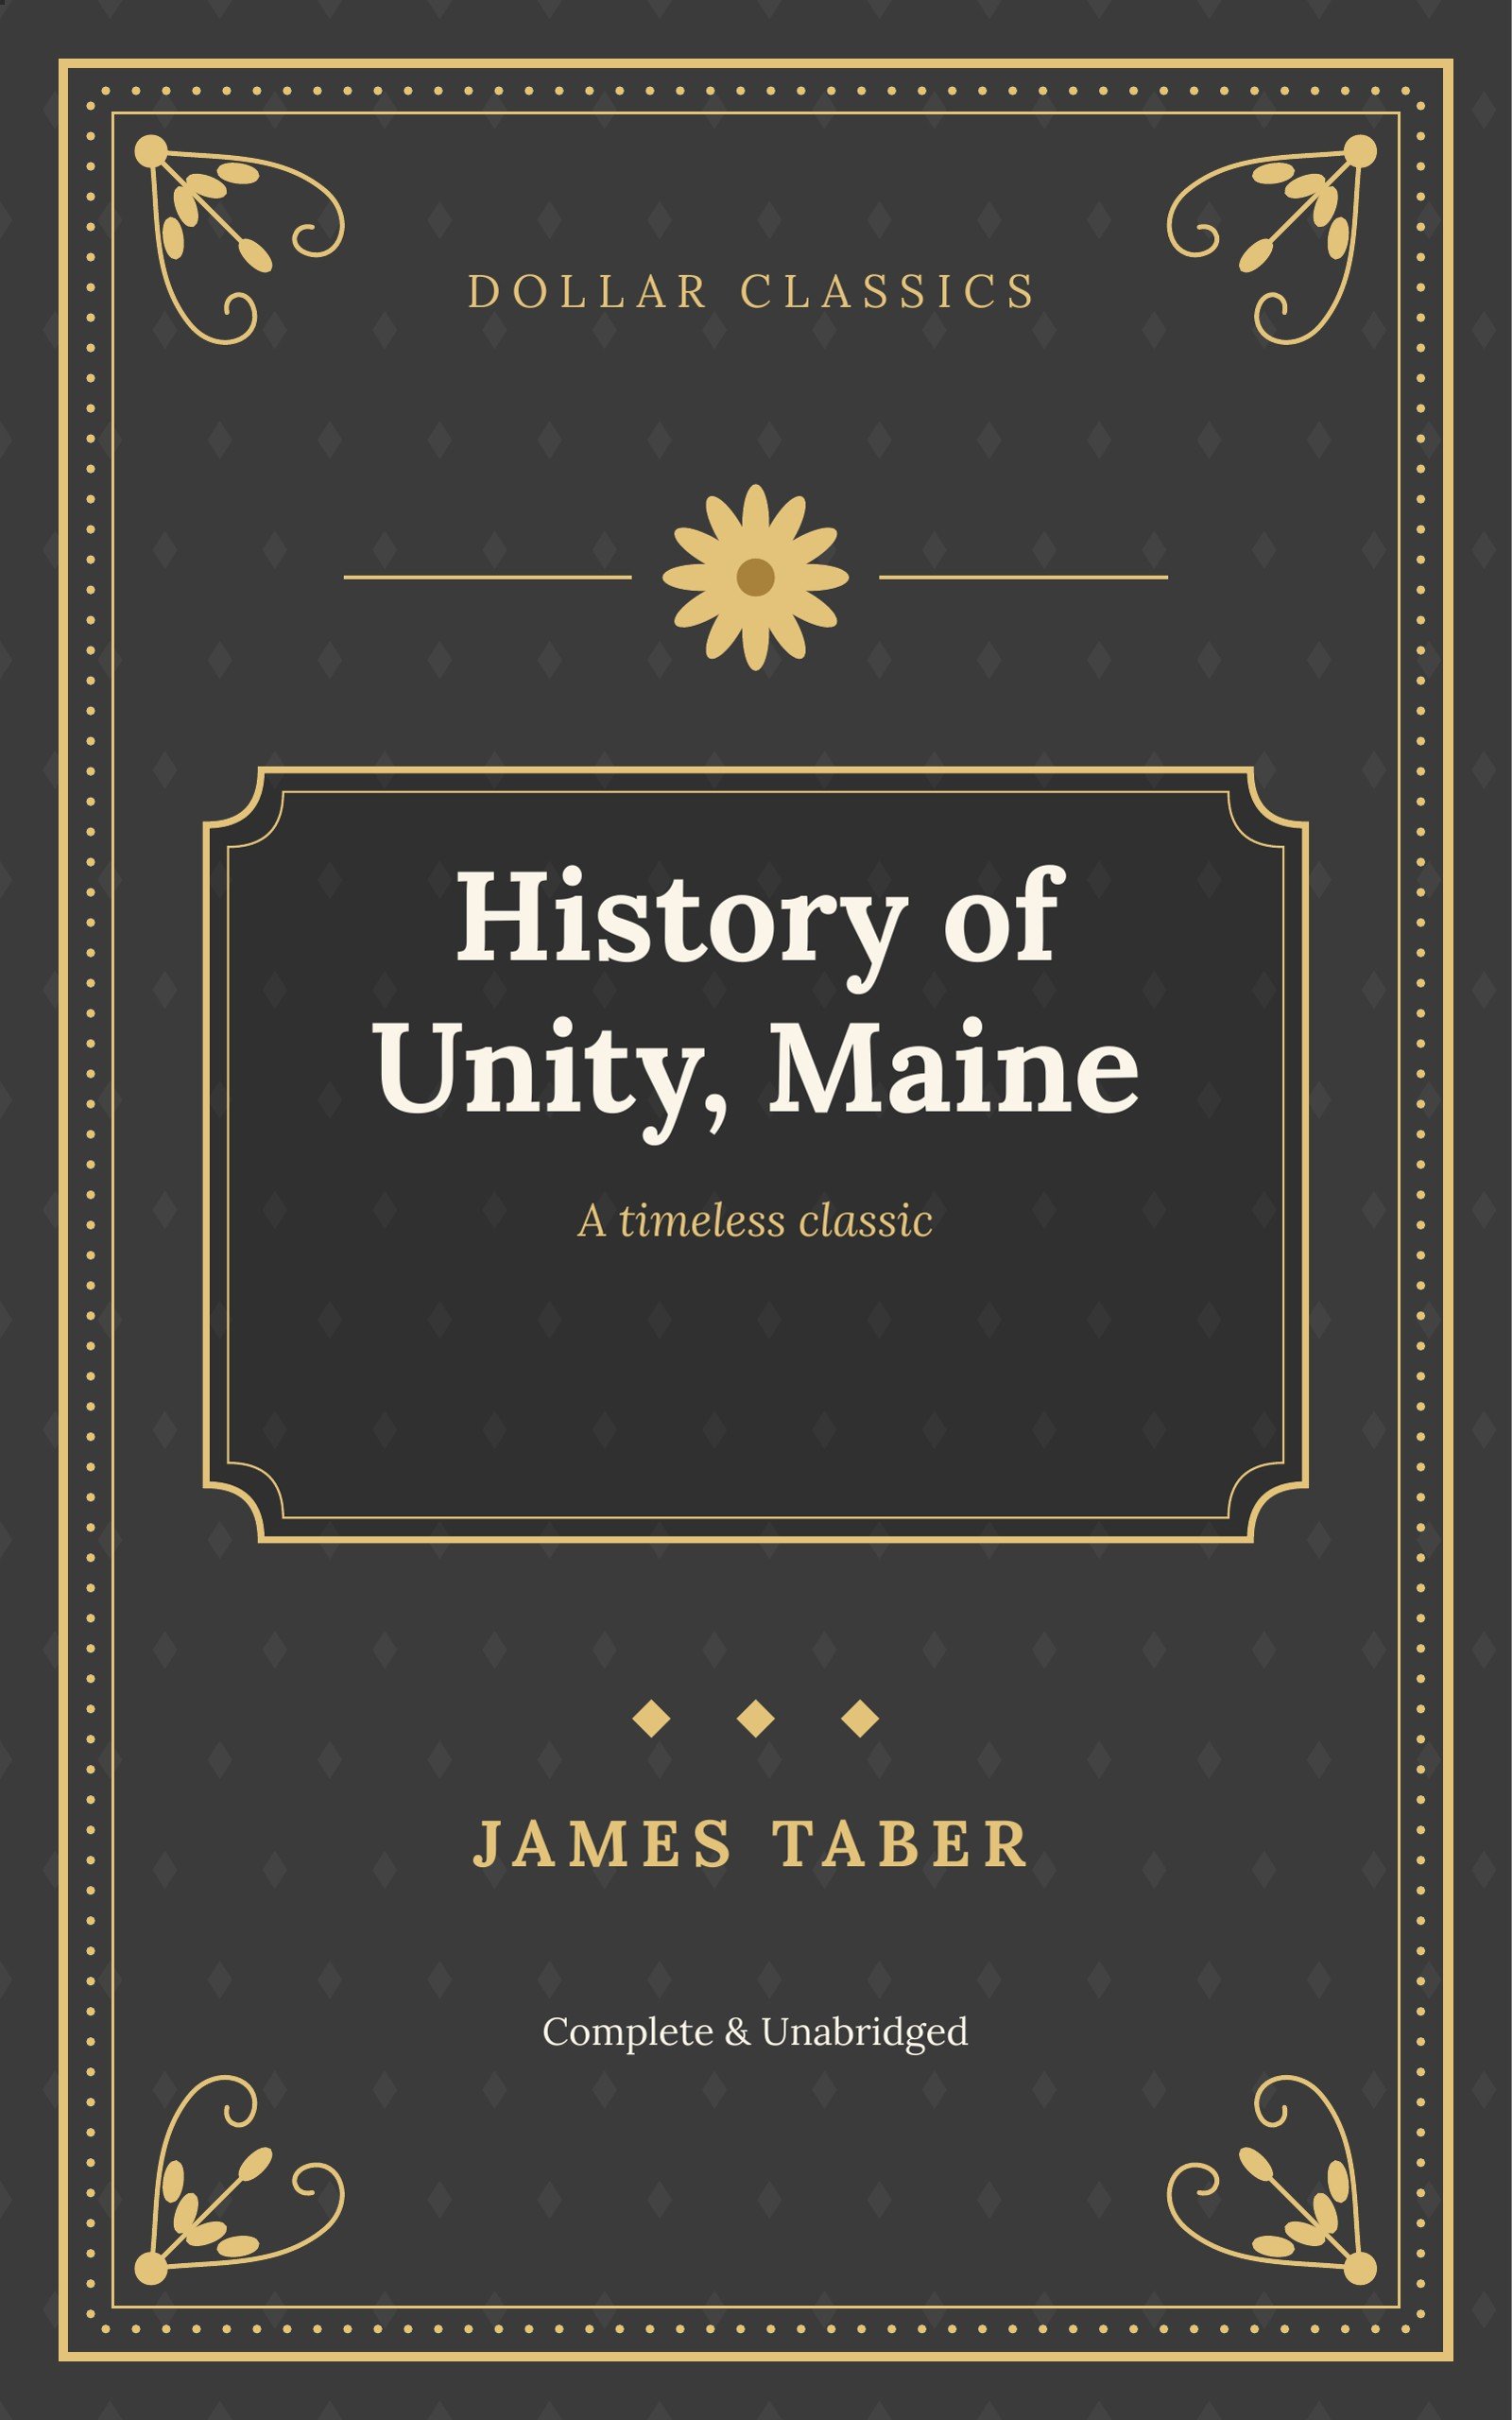 DOLLAR CLASSICS
History of
Unity, Maine
A timeless classic
JAMES TABER
Complete & Unabridged